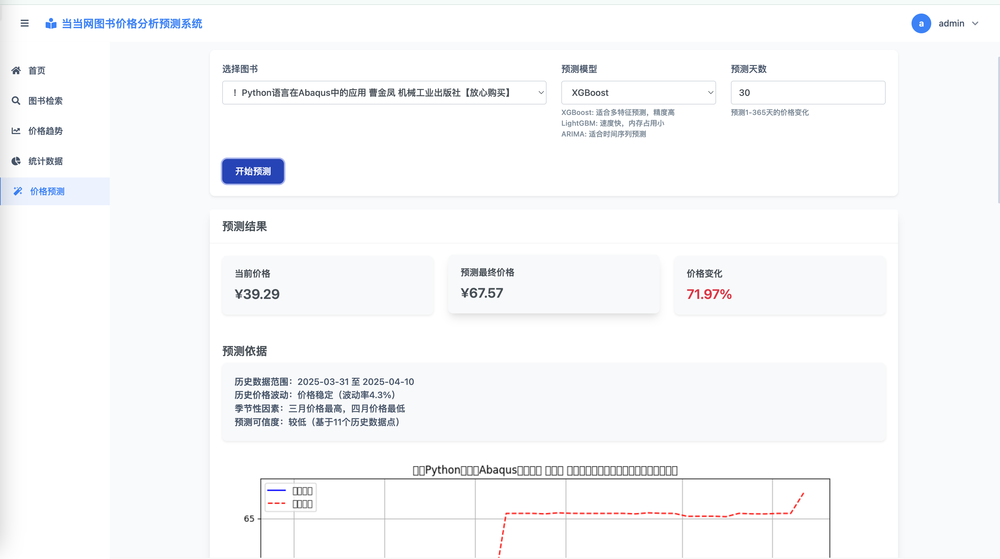 当当网图书价格分析预测系统
a admin
首页
图书检索
价格趋势
统计数据
价格预测
选择图书
！Python语言在Abaqus中的应用 曹金凤 机械工业出版社【放心购买】
预测模型
XGBoost
XGBoost: 适合多特征预测，精度高
LightGBM: 速度快，内存占用小
ARIMA: 适合时间序列预测
预测天数
30
预测1-365天的价格变化
开始预测
预测结果
当前价格
¥39.29
预测最终价格
¥67.57
价格变化
71.97%
预测依据
历史数据范围：2025-03-31 至 2025-04-10
历史价格波动：价格稳定（波动率4.3%）
季节性因素：三月价格最高，四月价格最低
预测可信度：较低（基于11个历史数据点）
Python Abaqus
65